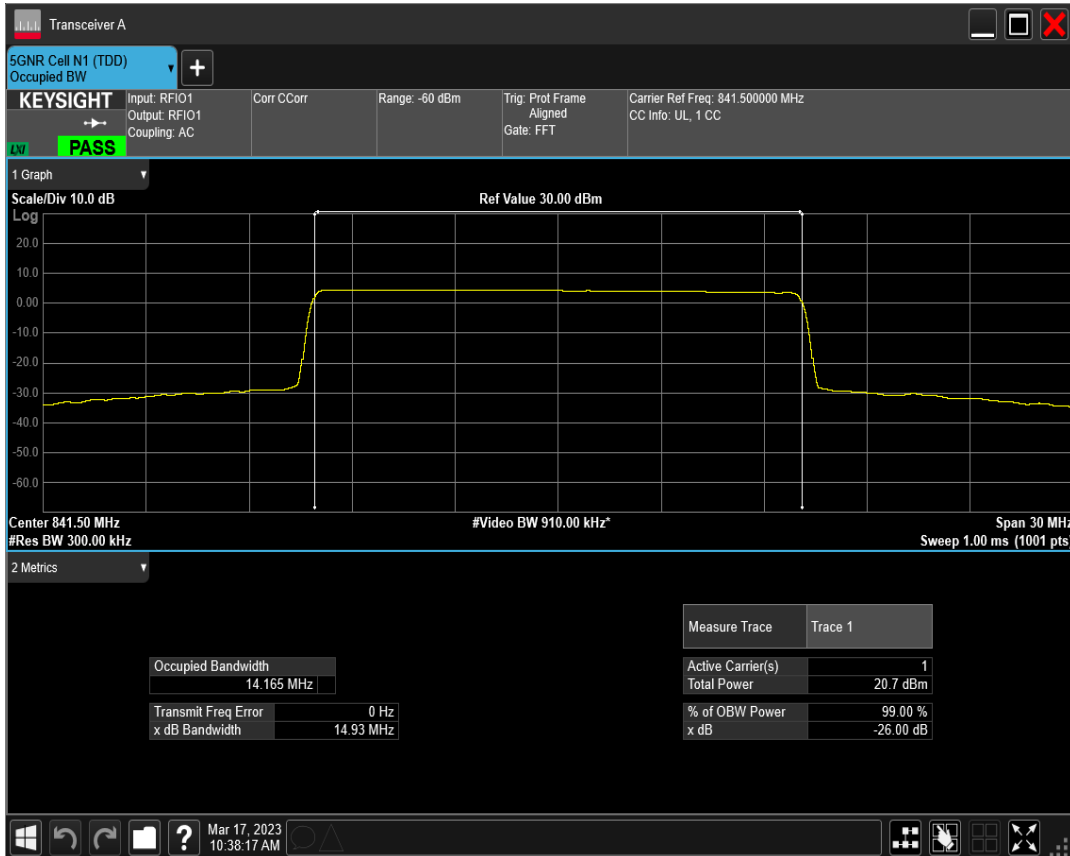 Transceiver A
5GNR Cell N1 (TDD)
Occupied BW
+
KEYSIGHT
LXI
PASS
Input: RFIO1
Output: RFIO1
Coupling: AC
Corr CCorr
Range: -60 dBm
Trig: Prot Frame
Aligned
Gate: FFT
Carrier Ref Freq: 841.500000 MHz
CC Info: UL, 1 CC
1 Graph
Scale/Div 10.0 dB
Ref Value 30.00 dBm
Log
20.0
10.0
0.00
-10.0
-20.0
-30.0
-40.0
-50.0
-60.0
Center 841.50 MHz
#Video BW 910.00 kHz*
Span 30 MHz
#Res BW 300.00 kHz
Sweep 1.00 ms (1001 pts)
2 Metrics
Measure Trace Trace 1
Occupied Bandwidth
14.165 MHz
Active Carrier(s) 1
Total Power 20.7 dBm
Transmit Freq Error 0 Hz
x dB Bandwidth 14.93 MHz
% of OBW Power 99.00 %
x dB -26.00 dB
?
Mar 17, 2023
10:38:17 AM